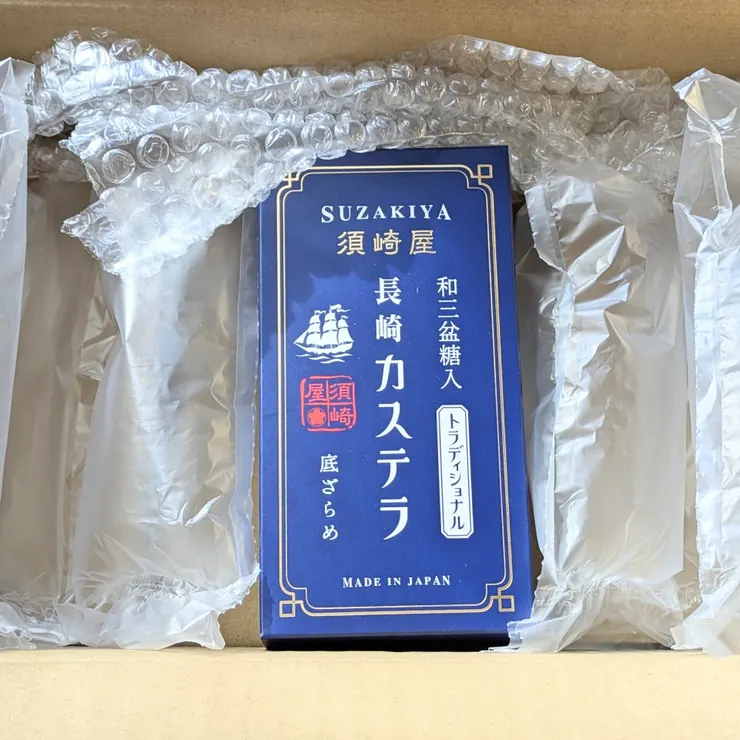 SUZAKIYA
須崎屋
和三盆糖入
トラディショナル
長崎カステラ
須崎屋
底ざらめ
MADE IN JAPAN